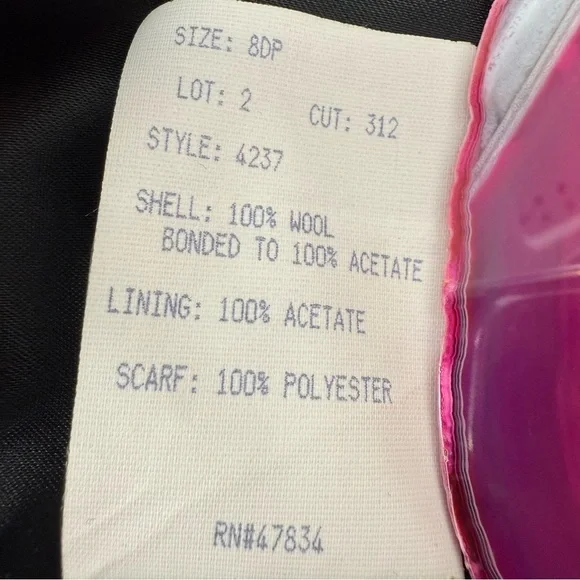 SIZE: 8DP
LOT: 2 CUT: 312
STYLE: 4237
SHELL: 100% WOOL
BONDED TO 100% ACETATE
LINING: 100% ACETATE
SCARF: 100% POLYESTER
RN#47834